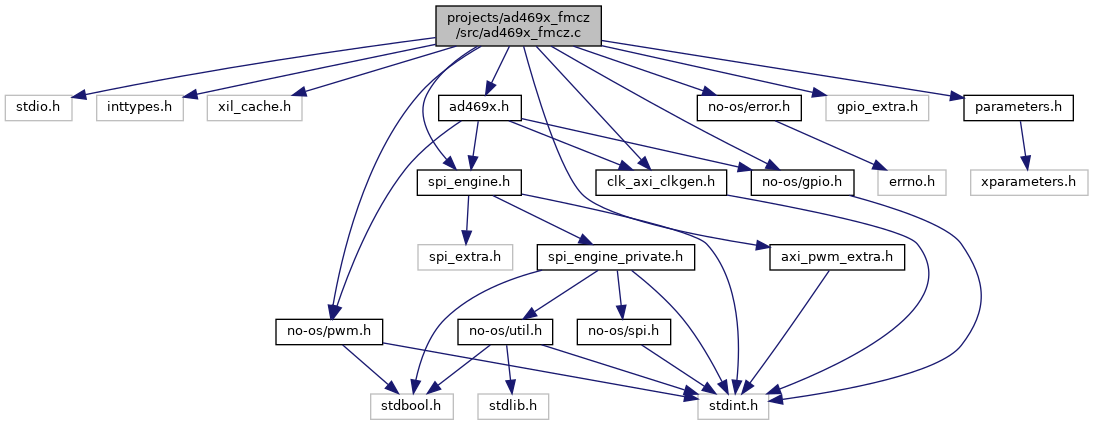 projects/ad469x_fmcz
/src/ad469x_fmcz.c
stdio.h
inttypes.h
xil_cache.h
ad469x.h
no-os/error.h
gpio_extra.h
parameters.h
spi_engine.h
clk_axi_clkgen.h
no-os/gpio.h
errno.h
xparameters.h
spi_extra.h
spi_engine_private.h
axi_pwm_extra.h
no-os/pwm.h
no-os/util.h
no-os/spi.h
stdbool.h
stdlib.h
stdint.h